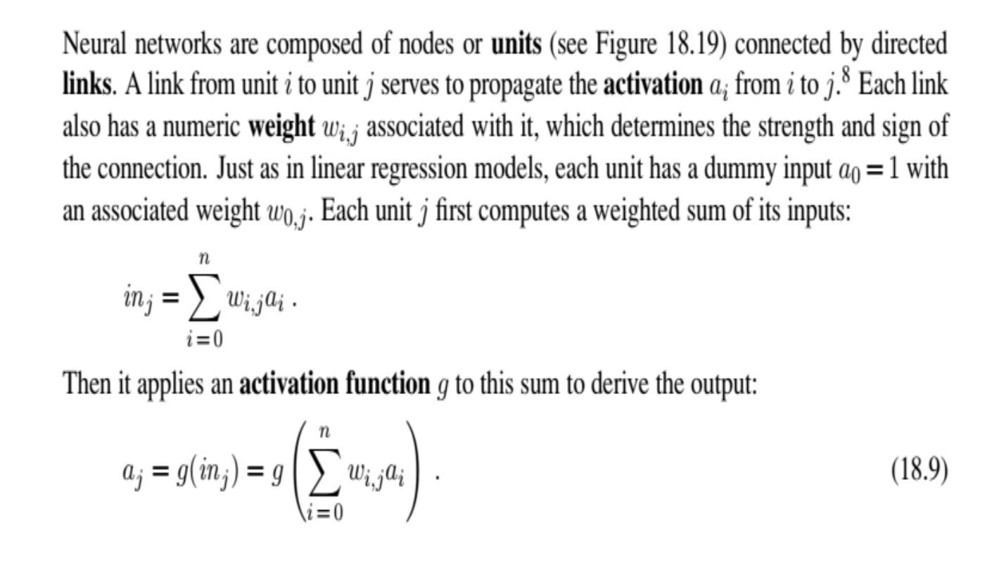 Neural networks are composed of nodes or units (see Figure 18.19) connected by directed
links. A link from unit i to unit j serves to propagate the activation a_i from i to j.⁸ Each link
also has a numeric weight w_{i,j} associated with it, which determines the strength and sign of
the connection. Just as in linear regression models, each unit has a dummy input a_0 = 1 with
an associated weight w_{0,j}. Each unit j first computes a weighted sum of its inputs:
in_j = \sum_{i=0}^{n} w_{i,j} a_i .
Then it applies an activation function g to this sum to derive the output:
a_j = g(in_j) = g\left(\sum_{i=0}^{n} w_{i,j} a_i\right) . (18.9)